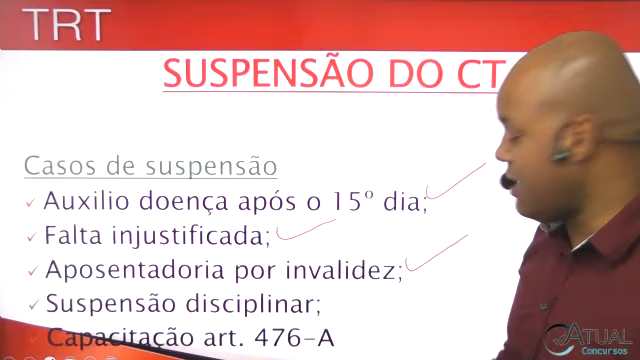 TRT
SUSPENSÃO DO CT
Casos de suspensão
Auxilio doença após o 15º dia;
Falta injustificada;
Aposentadoria por invalidez;
Suspensão disciplinar;
Capacitação art. 476-A
ATUAL
Concursos